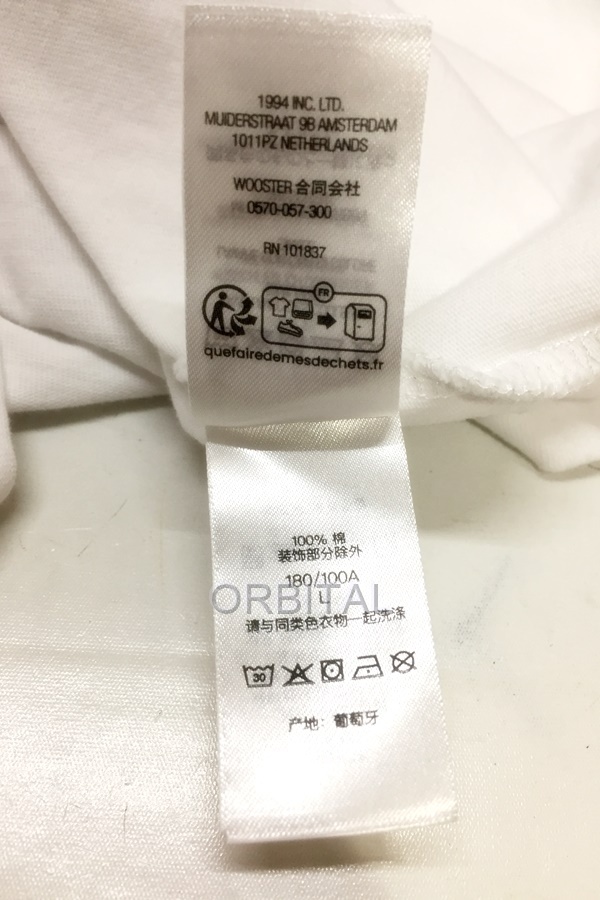 1994 INC. LTD.
MUIDERSTRAAT 9B AMSTERDAM
1011PZ NETHERLANDS
WOOSTER 合同会社
0570-057-300
RN 101837
FR
quefairedemesdechets.fr
100% 棉
装饰部分除外
180/100A
L
ORBITAL
请与同类色衣物一起洗涤
30
产地: 葡萄牙